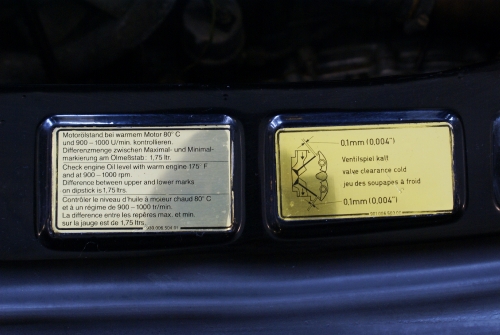 Motorölstand bei warmem Motor 80° C
und 900 – 1000 U/min. kontrollieren.
Differenzmenge zwischen Maximal- und Minimal-
markierung am Ölmeßstab: 1,75 ltr.
Check engine Oil level with warm engine 175° F
and at 900 – 1000 rpm.
Difference between upper and lower marks
on dipstick is 1,75 ltrs.
Contrôler le niveau d'huile à moteur chaud 80° C
et à un régime de 900 – 1000 tr/min.
La différence entre les repères max. et min.
sur la jauge est de 1,75 ltrs.
0,1mm (0,004")
Ventilspiel kalt
valve clearance cold
jeu des soupapes à froid
0,1mm (0,004")